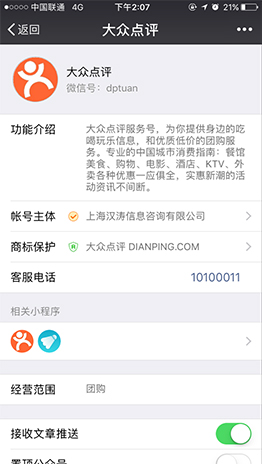 中国联通 4G 下午2:07 21%
返回 大众点评
大众点评
微信号：dptuan
功能介绍 大众点评服务号，为你提供身边的吃
喝玩乐信息，和优质低价的团购服
务。专业的中国城市消费指南：餐馆
美食、购物、电影、酒店、KTV、外
卖各种优惠一应俱全，实惠新潮的活
动资讯不间断。
帐号主体 上海汉涛信息咨询有限公司
商标保护 大众点评 DIANPING.COM
客服电话 10100011
相关小程序
经营范围 团购
接收文章推送
置顶公众号